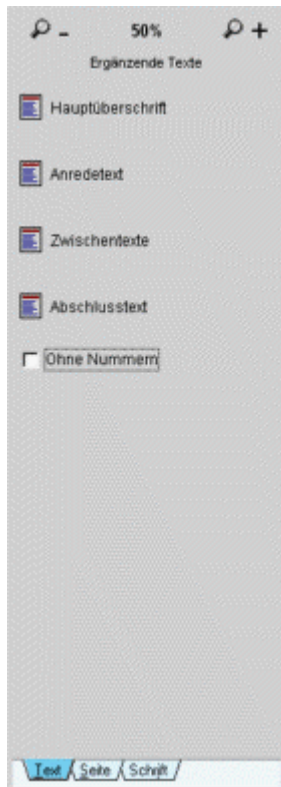 - 50% +
Ergänzende Texte
Hauptüberschrift
Anredetext
Zwischentexte
Abschlusstext
Ohne Nummern
Text Seite Schrift